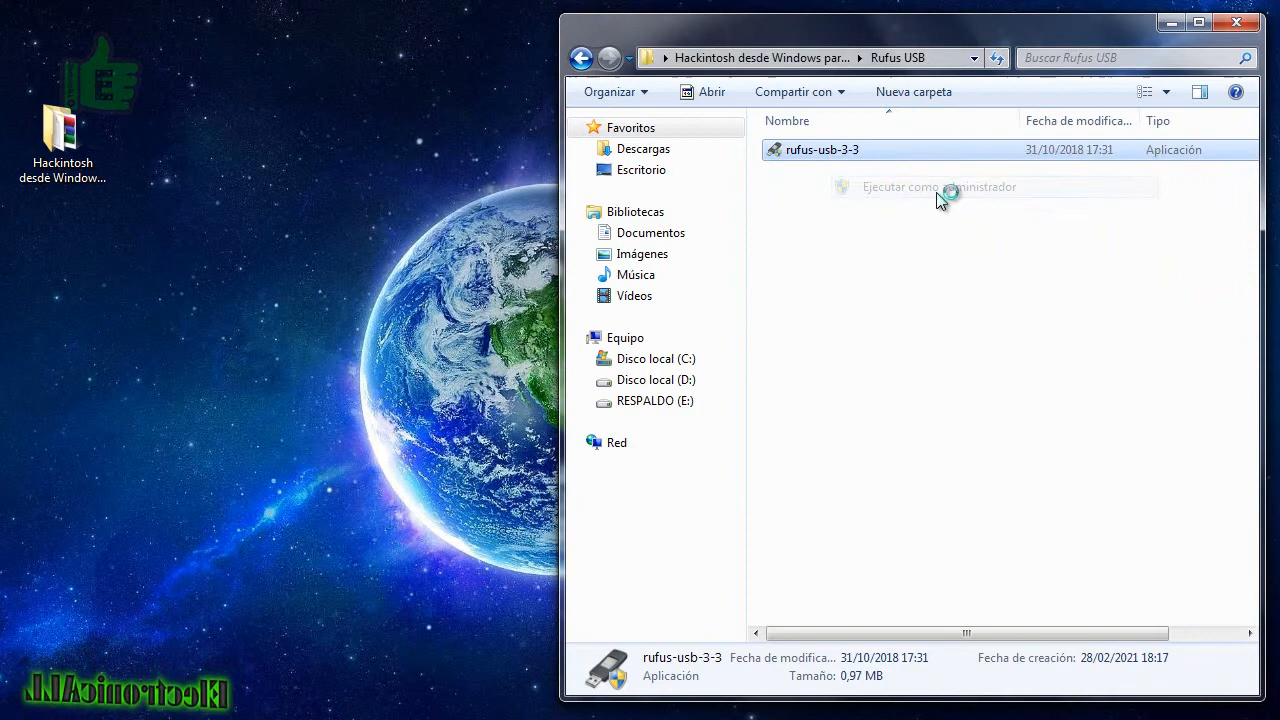 Hackintosh
desde Window...
Hackintosh desde Windows par...
Rufus USB
Buscar Rufus USB
Organizar
Abrir
Compartir con
Nueva carpeta
Nombre
Fecha de modifica...
Tipo
rufus-usb-3-3
31/10/2018 17:31
Aplicación
Ejecutar como administrador
Favoritos
Descargas
Escritorio
Bibliotecas
Documentos
Imágenes
Música
Vídeos
Equipo
Disco local (C:)
Disco local (D:)
RESPALDO (E:)
Red
rufus-usb-3-3
Fecha de modifica... 31/10/2018 17:31
Fecha de creación: 28/02/2021 18:17
Aplicación
Tamaño: 0,97 MB
ElectronicALL